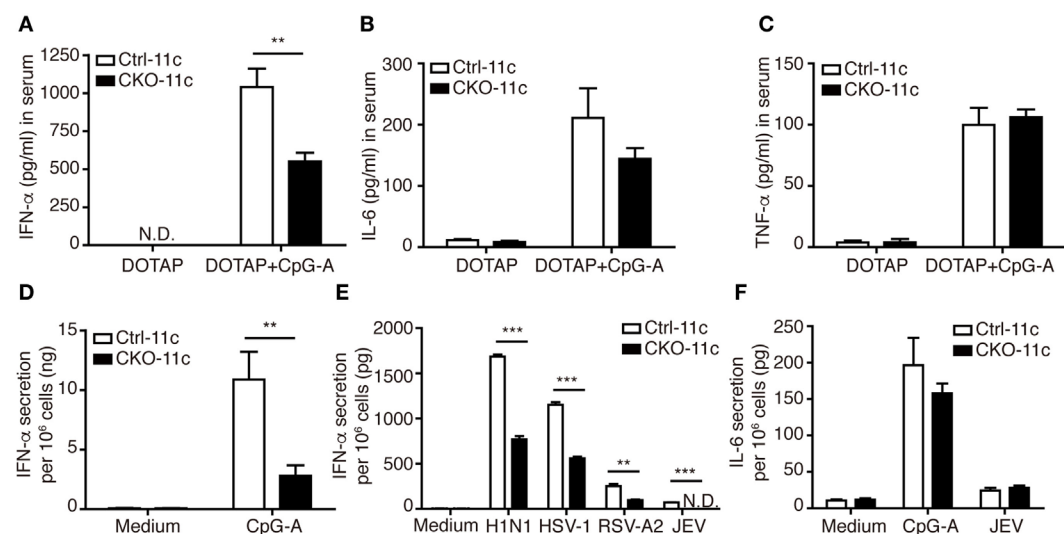 A
IFN-α (pg/ml) in serum
1250
1000
500
250
0
Ctrl-11c
CKO-11c
**
N.D.
DOTAP
DOTAP+CpG-A
B
IL-6 (pg/ml) in serum
300
200
100
0
Ctrl-11c
CKO-11c
DOTAP
DOTAP+CpG-A
C
TNF-α (pg/ml) in serum
150
100
50
0
Ctrl-11c
CKO-11c
DOTAP
DOTAP+CpG-A
D
IFN-α secretion
per 10⁶ cells (ng)
15
10
5
0
Ctrl-11c
CKO-11c
**
Medium
CpG-A
E
IFN-α secretion
per 10⁶ cells (pg)
2000
1500
1000
500
0
Ctrl-11c
CKO-11c
***
***
**
***
N.D.
Medium
H1N1
HSV-1
RSV-A2
JEV
F
IL-6 secretion
per 10⁶ cells (pg)
250
200
150
100
50
0
Ctrl-11c
CKO-11c
Medium
CpG-A
JEV